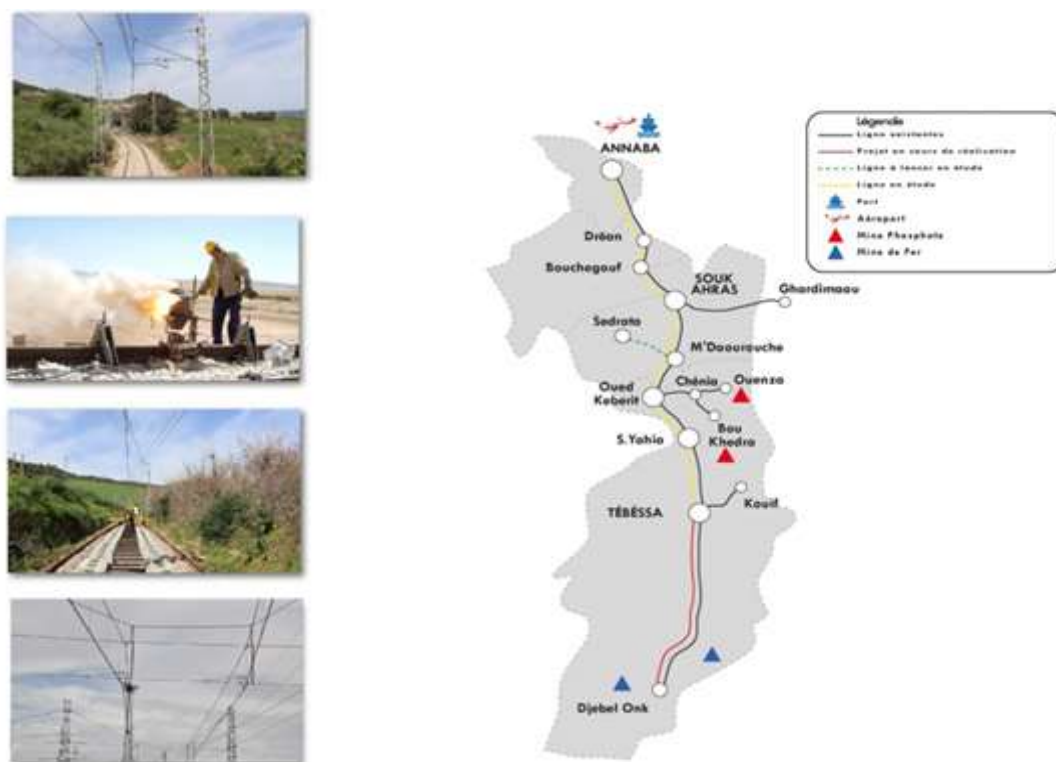 Légende
Ligne existentes
Projet en cours de réalisation
Ligne à lancer en étude
Ligne en étude
Port
Aéroport
Mine Phosphate
Mine de Fer
ANNABA
Dréan
Bouchegouf
SOUK
AHRAS
Ghardimaou
Sedrata
M'Daourouche
Oued
Keberit
Chénia
Ouenza
Bou
Khedra
S.Yahia
TÉBÉSSA
Kouif
Djebel Onk